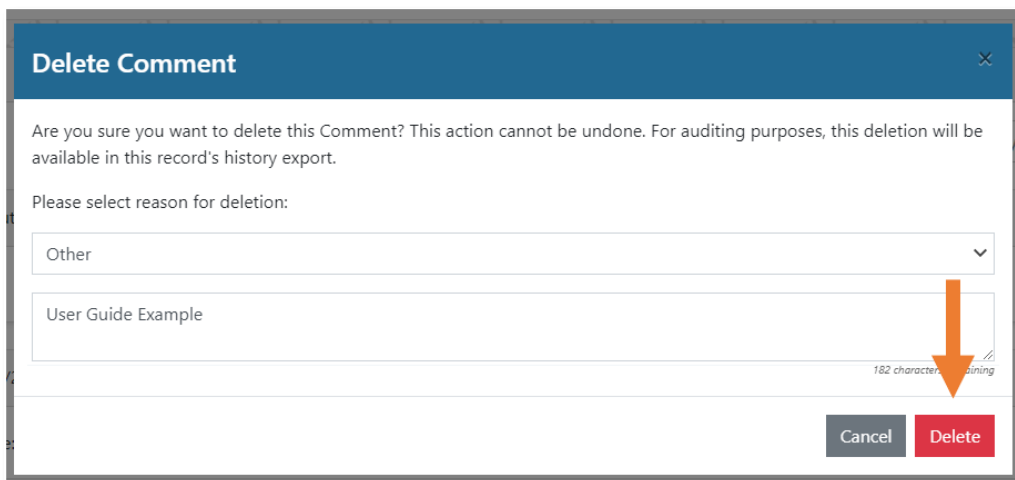 Delete Comment
×
Are you sure you want to delete this Comment? This action cannot be undone. For auditing purposes, this deletion will be
available in this record's history export.
Please select reason for deletion:
Other
User Guide Example
182 characters
Cancel
Delete